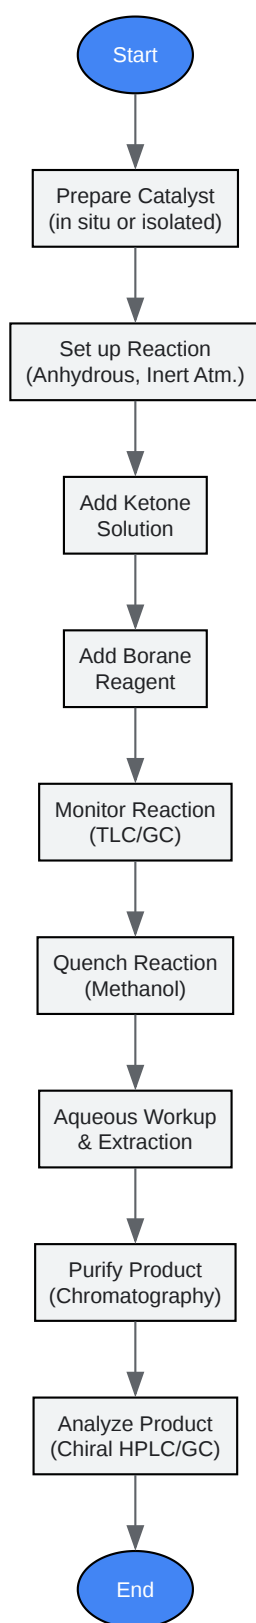 Start
Prepare Catalyst
(in situ or isolated)
Set up Reaction
(Anhydrous, Inert Atm.)
Add Ketone
Solution
Add Borane
Reagent
Monitor Reaction
(TLC/GC)
Quench Reaction
(Methanol)
Aqueous Workup
& Extraction
Purify Product
(Chromatography)
Analyze Product
(Chiral HPLC/GC)
End